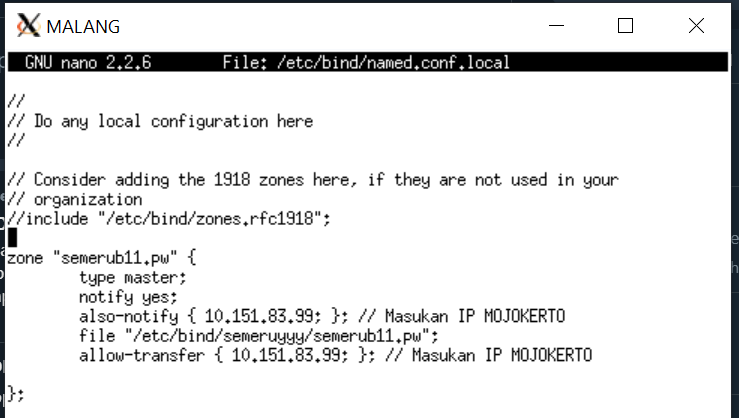 MALANG
GNU nano 2.2.6 File: /etc/bind/named.conf.local
//
// Do any local configuration here
//
// Consider adding the 1918 zones here, if they are not used in your
// organization
//include "/etc/bind/zones.rfc1918";
zone "semerub11.pw" {
type master;
notify yes;
also-notify { 10.151.83.99; }; // Masukan IP MOJOKERTO
file "/etc/bind/semeruyyy/semerub11.pw";
allow-transfer { 10.151.83.99; }; // Masukan IP MOJOKERTO
};